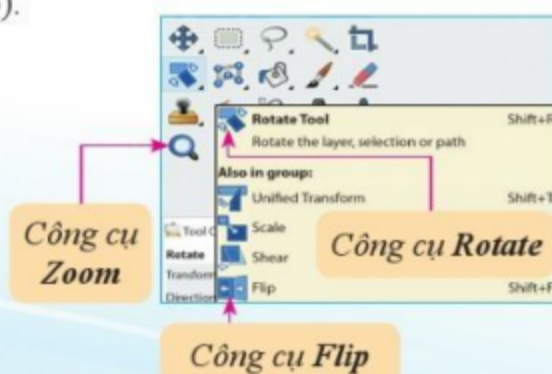 ).
Rotate Tool Shift+
Rotate the layer, selection or path
Also in group:
Unified Transform Shift+
Scale
Shear
Flip Shift+
Tool
Rotate
Transform
Direction
Công cụ
Zoom
Công cụ Rotate
Công cụ Flip